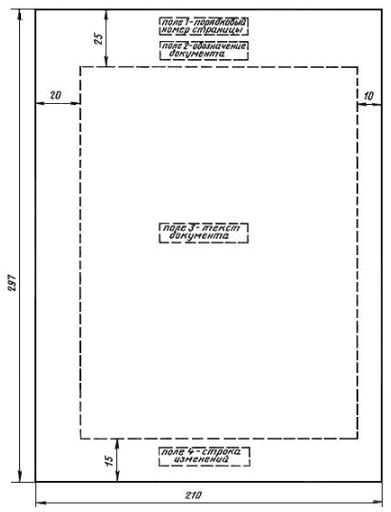 поле 1-порядковый
номер страницы
25
поле 2-обозначение
документа
20
10
поле 3-текст
документа
297
поле 4-строка
изменений
15
210